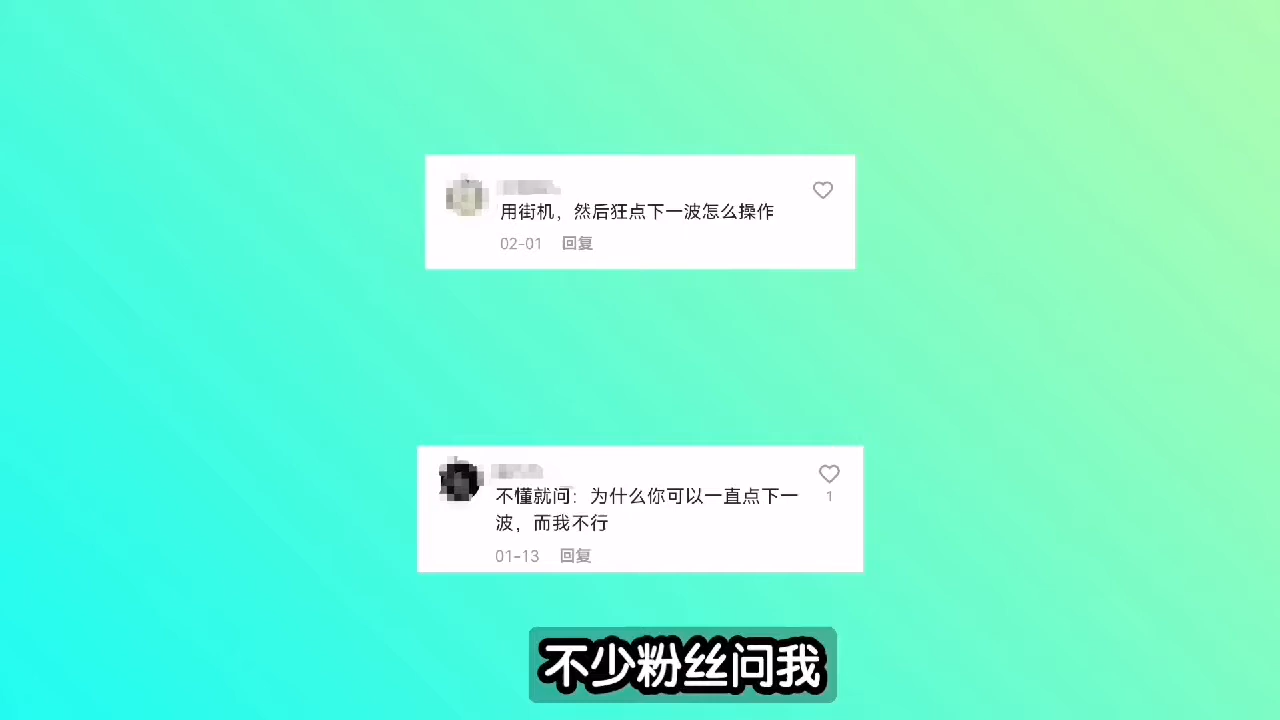 用街机，然后狂点下一波怎么操作
02-01 回复
不懂就问：为什么你可以一直点下一
1
波，而我不行
01-13 回复
不少粉丝问我